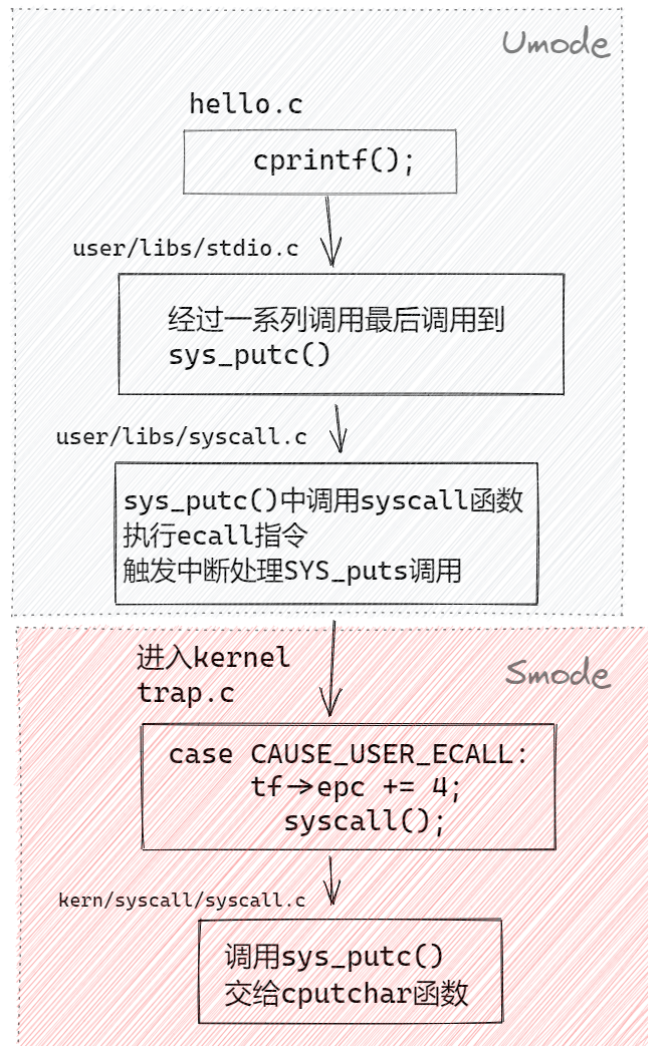 Umode
hello.c
cprintf();
user/libs/stdio.c
经过一系列调用最后调用到
sys_putc()
user/libs/syscall.c
sys_putc()中调用syscall函数
执行ecall指令
触发中断处理SYS_puts调用
进入kernel
trap.c
Smode
case CAUSE_USER_ECALL:
tf->epc += 4;
syscall();
kern/syscall/syscall.c
调用sys_putc()
交给cputchar函数